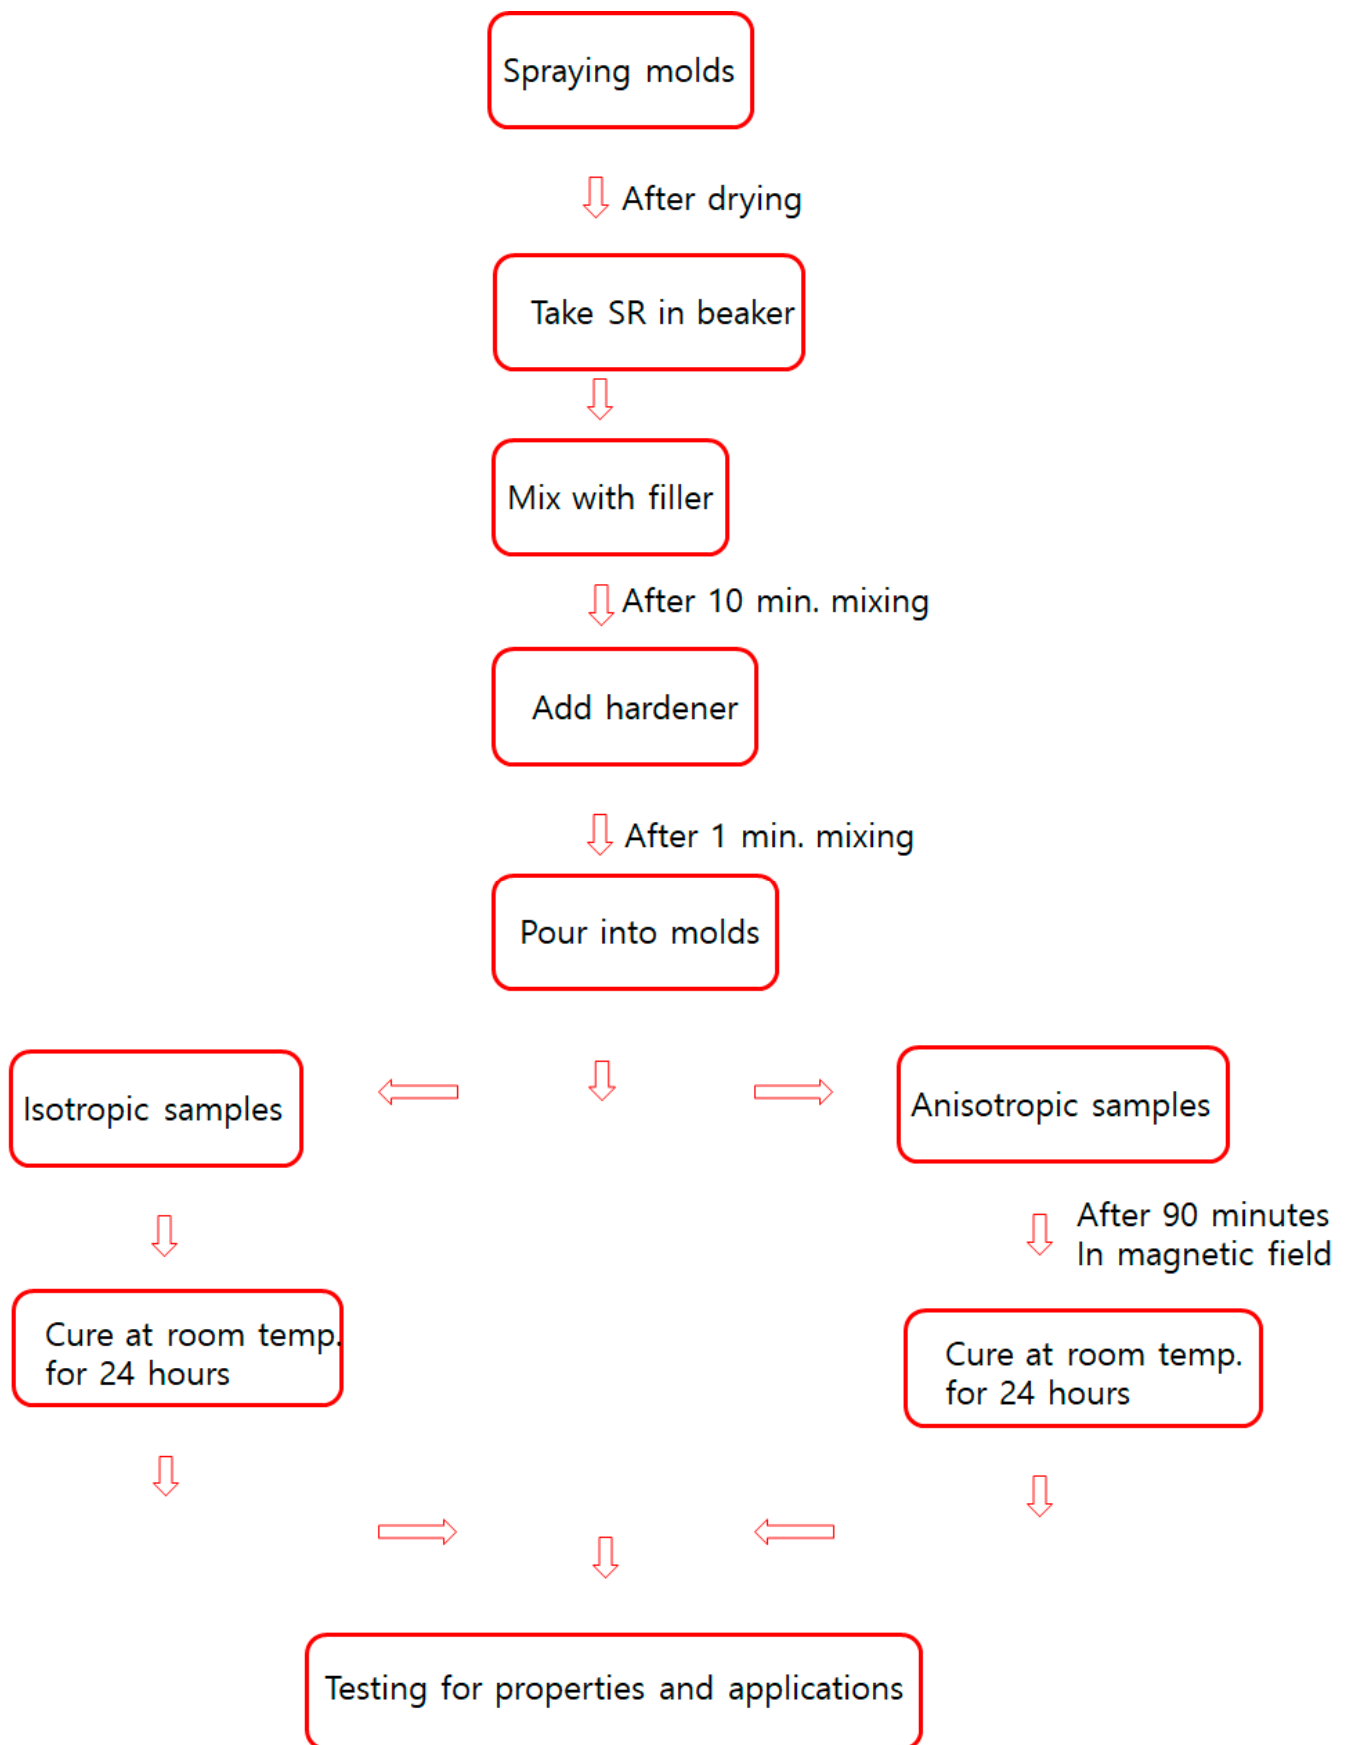 Spraying molds
After drying
Take SR in beaker
Mix with filler
After 10 min. mixing
Add hardener
After 1 min. mixing
Pour into molds
Isotropic samples
Anisotropic samples
After 90 minutes
In magnetic field
Cure at room temp.
for 24 hours
Cure at room temp.
for 24 hours
Testing for properties and applications